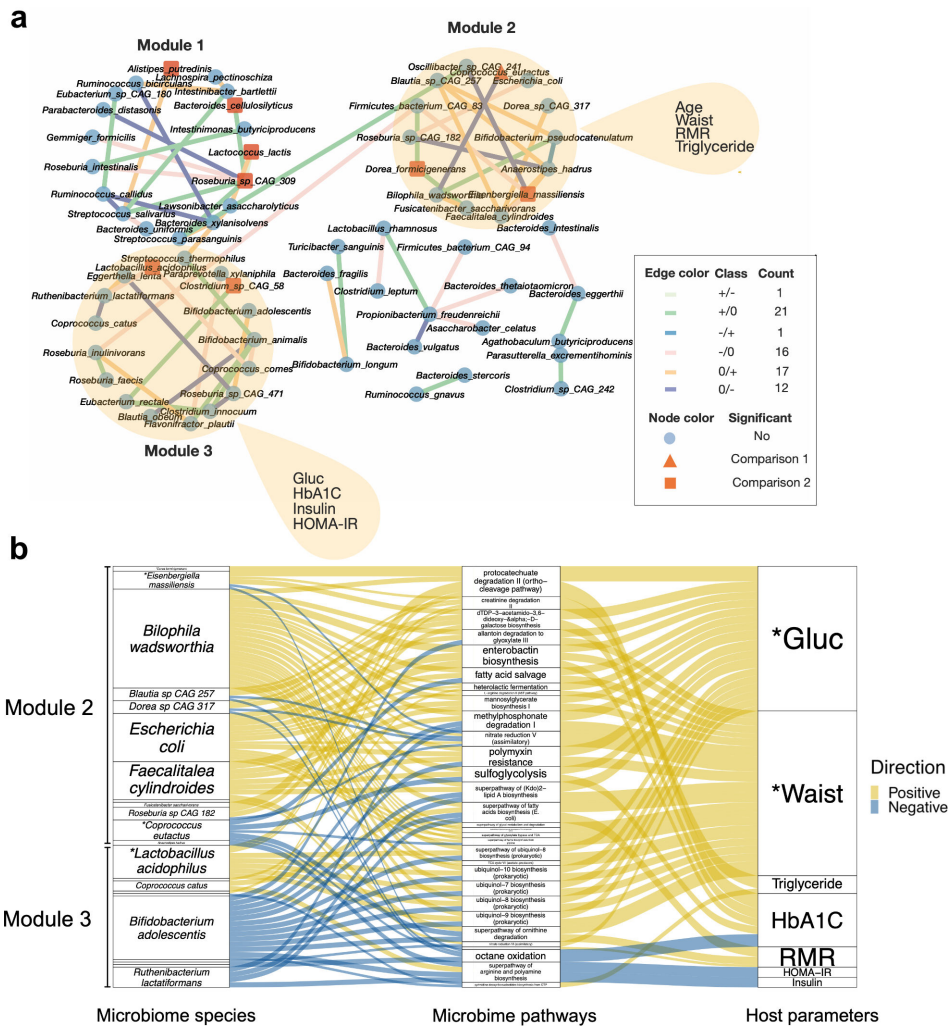 a
Module 1
Alistipes_putredinis
Lachnospira_pectinoschiza
Ruminococcus_bicirculans
Intestinibacter_bartlettii
Eubacterium_sp_CAG_180
Bacteroides_cellulosilyticus
Parabacteroides_distasonis
Intestinimonas_butyriciproducens
Gemmiger_formicilis
Lactococcus_lactis
Roseburia_intestinalis
Roseburia_sp_CAG_309
Ruminococcus_callidus
Lawsonibacter_asaccharolyticus
Streptococcus_salivarius
Bacteroides_xylanisolvens
Bacteroides_uniformis
Streptococcus_parasanguinis
Module 2
Oscillibacter_sp_CAG_241
Coprococcus_eutactus
Blautia_sp_CAG_257
Escherichia_coli
Firmicutes_bacterium_CAG_83
Dorea_sp_CAG_317
Roseburia_sp_CAG_182
Bifidobacterium_pseudocatenulatum
Dorea_formicigenerans
Anaerostipes_hadrus
Bilophila_wadsworthia
Eisenbergiella_massiliensis
Fusicatenibacter_saccharivorans
Faecalitalea_cylindroides
Age
Waist
RMR
Triglyceride
Lactobacillus_rhamnosus
Bacteroides_intestinalis
Turicibacter_sanguinis
Firmicutes_bacterium_CAG_94
Bacteroides_fragilis
Clostridium_leptum
Bacteroides_thetaiotaomicron
Bacteroides_eggerthii
Propionibacterium_freudenreichii
Asaccharobacter_celatus
Agathobaculum_butyriciproducens
Bacteroides_vulgatus
Parasutterella_excrementihominis
Bifidobacterium_longum
Bacteroides_stercoris
Ruminococcus_gnavus
Clostridium_sp_CAG_242
Streptococcus_thermophilus
Lactobacillus_acidophilus
Eggerthella_lenta
Paraprevotella_xylaniphila
Clostridium_sp_CAG_58
Ruthenibacterium_lactatiformans
Bifidobacterium_adolescentis
Coprococcus_catus
Bifidobacterium_animalis
Roseburia_inulinivorans
Coprococcus_comes
Roseburia_faecis
Roseburia_sp_CAG_471
Eubacterium_rectale
Clostridium_innocuum
Blautia_obeum
Flavonifractor_plautii
Module 3
Gluc
HbA1C
Insulin
HOMA-IR
Edge color Class Count
+/- 1
+/0 21
-/+ 1
-/0 16
0/+ 17
0/- 12
Node color Significant
No
Comparison 1
Comparison 2
b
Module 2
Module 3
*Eisenbergiella
massiliensis
Bilophila
wadsworthia
Blautia sp CAG 257
Dorea sp CAG 317
Escherichia
coli
Faecalitalea
cylindroides
Roseburia sp CAG 182
*Coprococcus
eutactus
*Lactobacillus
acidophilus
Coprococcus catus
Bifidobacterium
adolescentis
Ruthenibacterium
lactatiformans
protocatechuate
degradation II (ortho−
cleavage pathway)
creatinine degradation
II
dTDP−3−acetamido−3,6−
dideoxy−&alpha;−D−
galactose biosynthesis
allantoin degradation to
glyoxylate III
enterobactin
biosynthesis
fatty acid salvage
heterolactic fermentation
mannosylglycerate
biosynthesis I
methylphosphonate
degradation I
nitrate reduction V
(assimilatory)
polymyxin
resistance
sulfoglycolysis
superpathway of (Kdo)2−
lipid A biosynthesis
superpathway of fatty
acids biosynthesis (E.
coli)
superpathway of ubiquinol−8
biosynthesis (prokaryotic)
ubiquinol−10 biosynthesis
(prokaryotic)
ubiquinol−7 biosynthesis
(prokaryotic)
ubiquinol−8 biosynthesis
(prokaryotic)
ubiquinol−9 biosynthesis
(prokaryotic)
superpathway of ornithine
degradation
octane oxidation
superpathway of
arginine and polyamine
biosynthesis
*Gluc
*Waist
Triglyceride
HbA1C
RMR
HOMA−IR
Insulin
Direction
Positive
Negative
Microbiome species
Microbime pathways
Host parameters